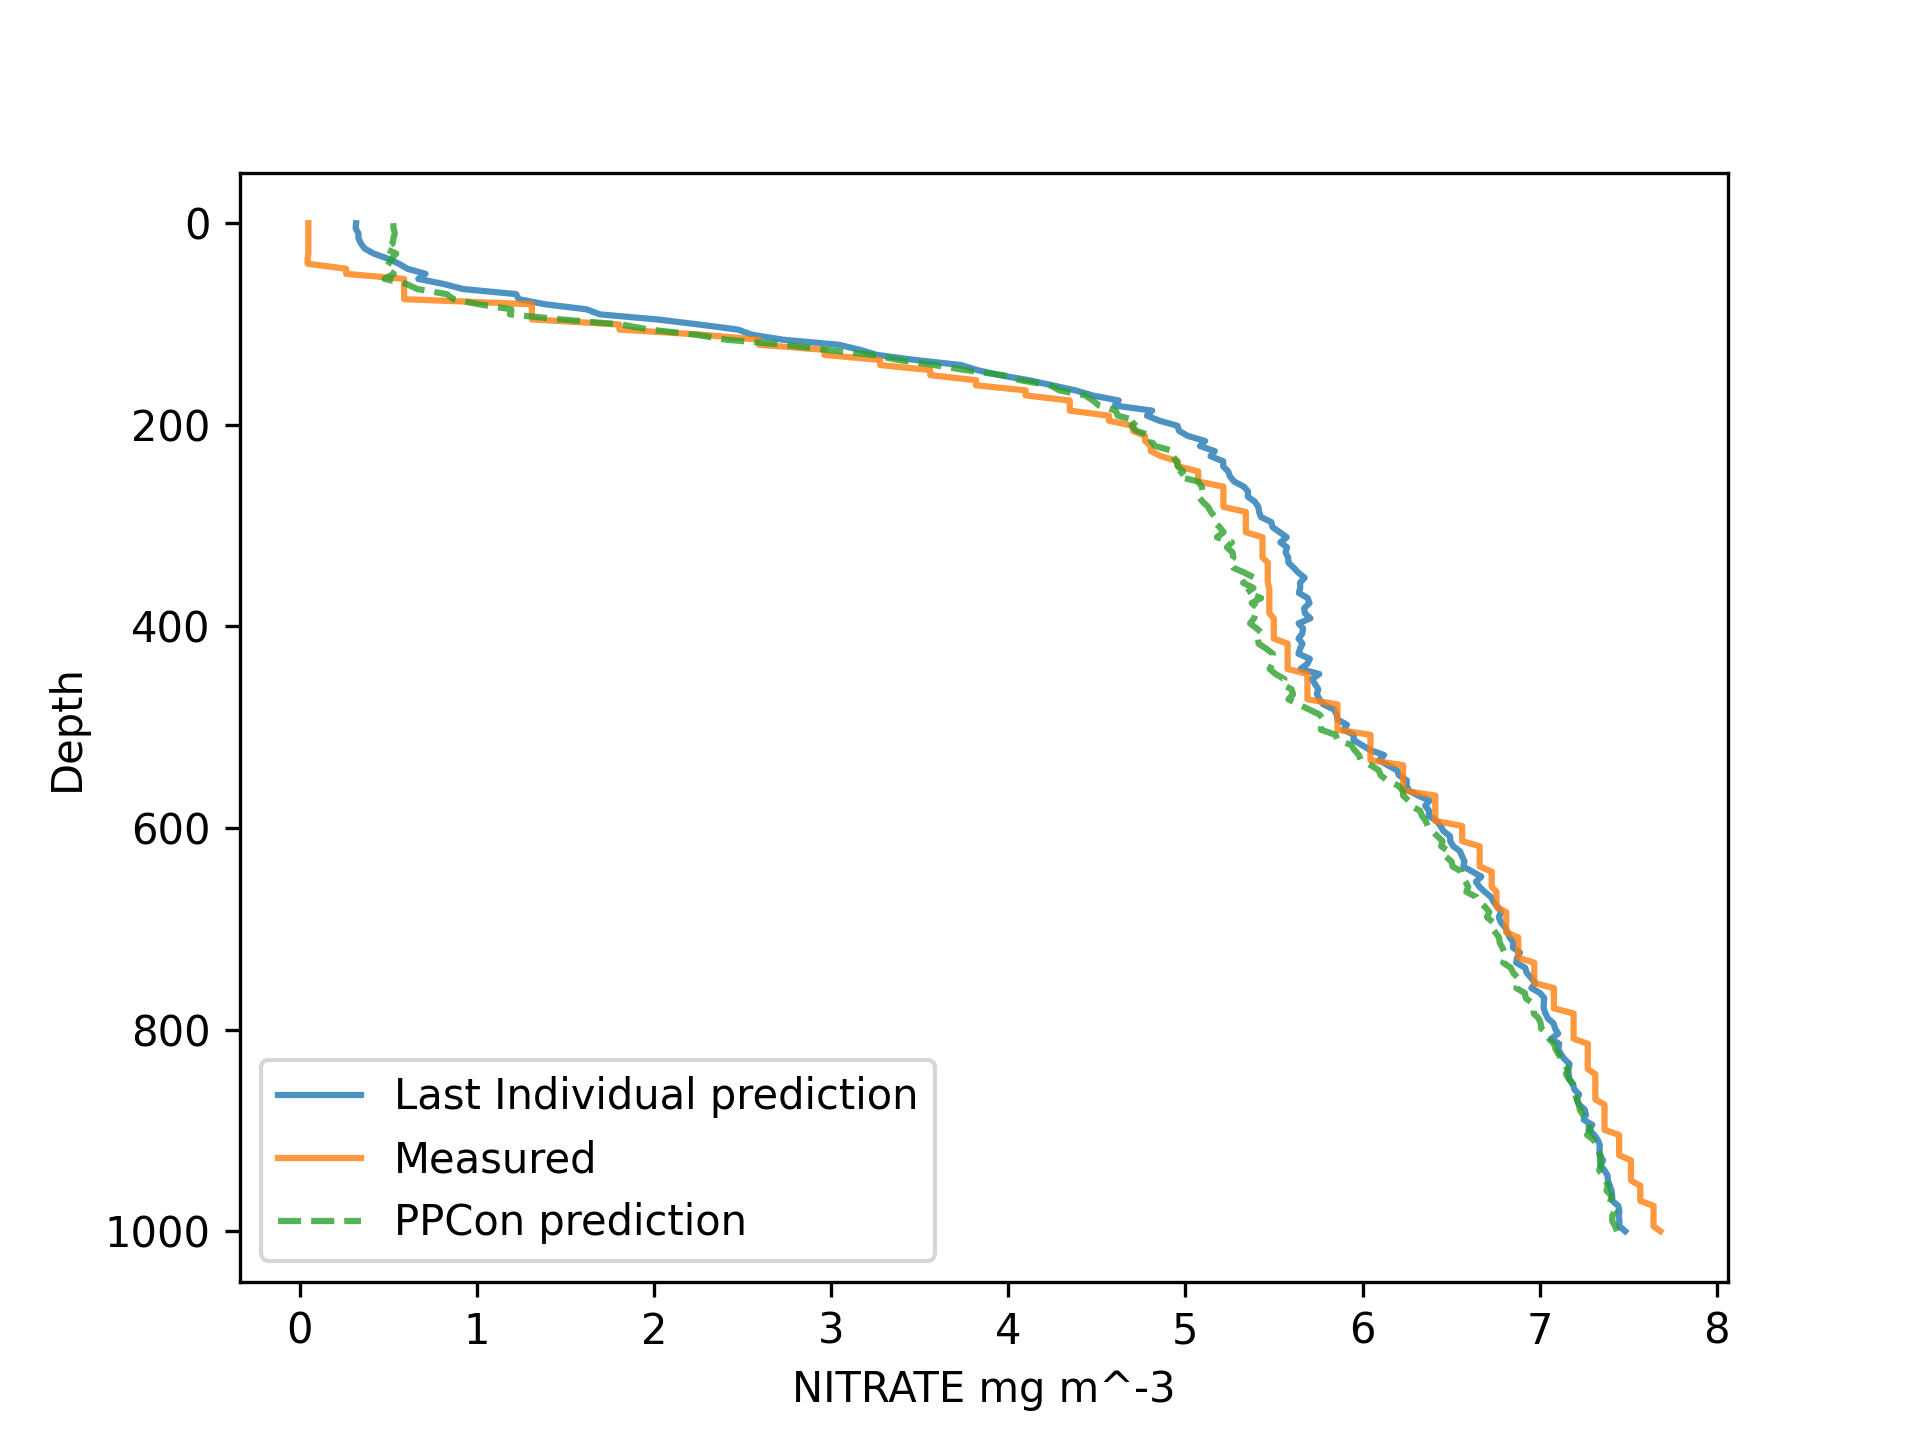 0
200
400
600
800
1000
Depth
Last Individual prediction
Measured
PPCon prediction
0 1 2 3 4 5 6 7 8
NITRATE mg m^-3